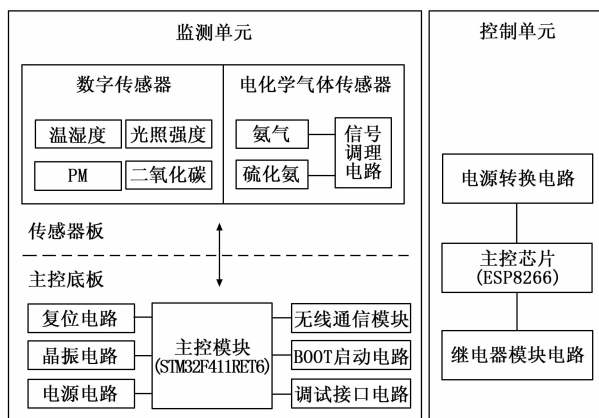 监测单元
数字传感器
温湿度
光照强度
PM
二氧化碳
电化学气体传感器
氨气
硫化氨
信号
调理
电路
传感器板
主控底板
复位电路
晶振电路
电源电路
主控模块
(STM32F411RET6)
无线通信模块
BOOT启动电路
调试接口电路
控制单元
电源转换电路
主控芯片
(ESP8266)
继电器模块电路